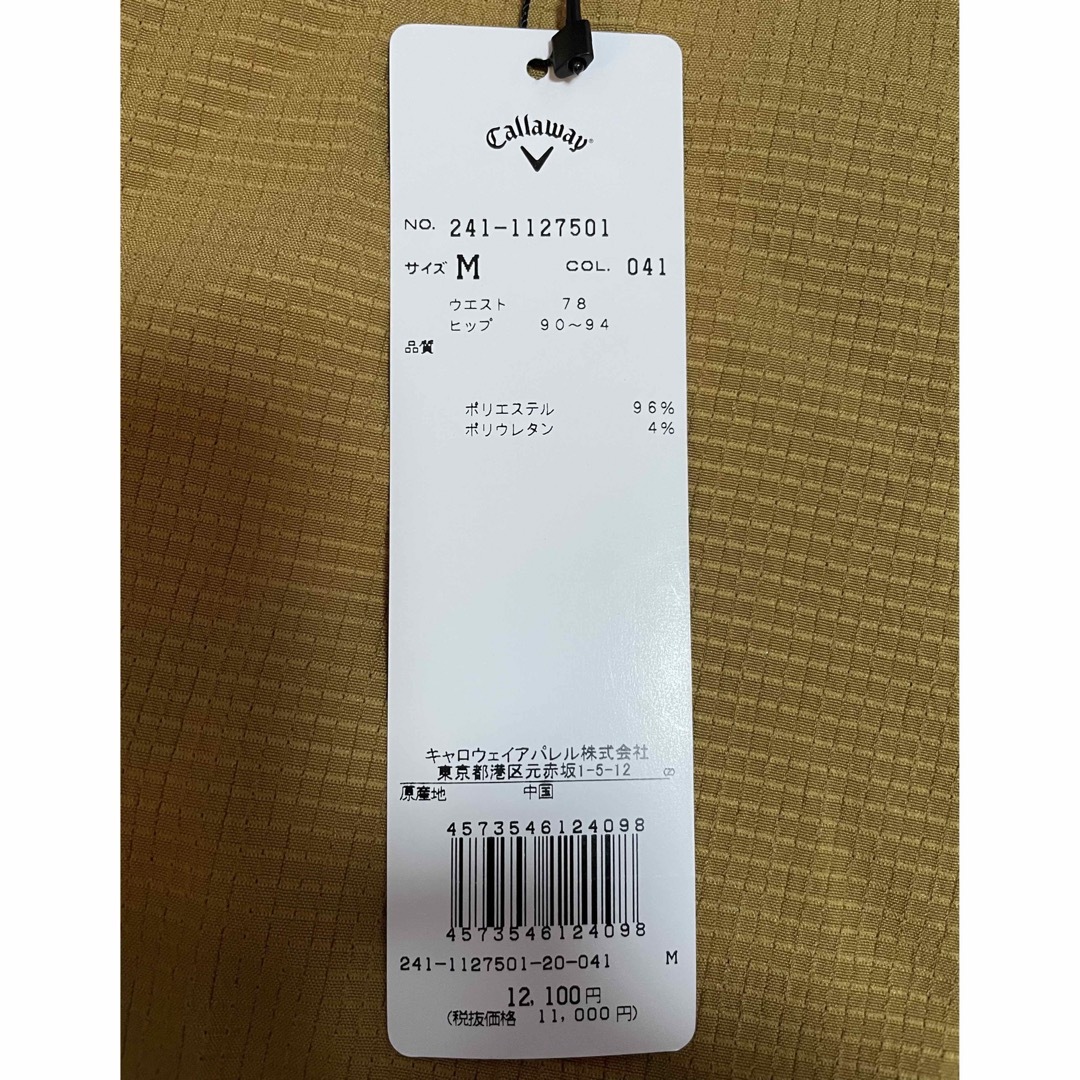 Callaway
NO. 241-1127501
サイズ M COL. 041
ウエスト 78
ヒップ 90~94
品質
ポリエステル 96%
ポリウレタン 4%
キャロウェイアパレル株式会社
東京都港区元赤坂1-5-12
原産地 中国
4573546124098
4573546124098
241-1127501-20-041 M
12,100円
(税抜価格 11,000円)